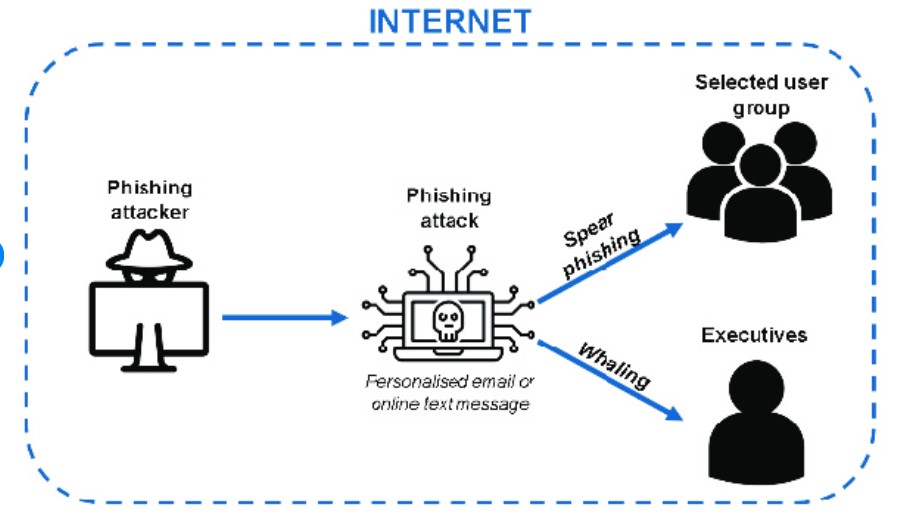 INTERNET
Selected user
group
Phishing
attacker
Phishing
attack
Spear
phishing
Executives
Whaling
Personalised email or
online text message